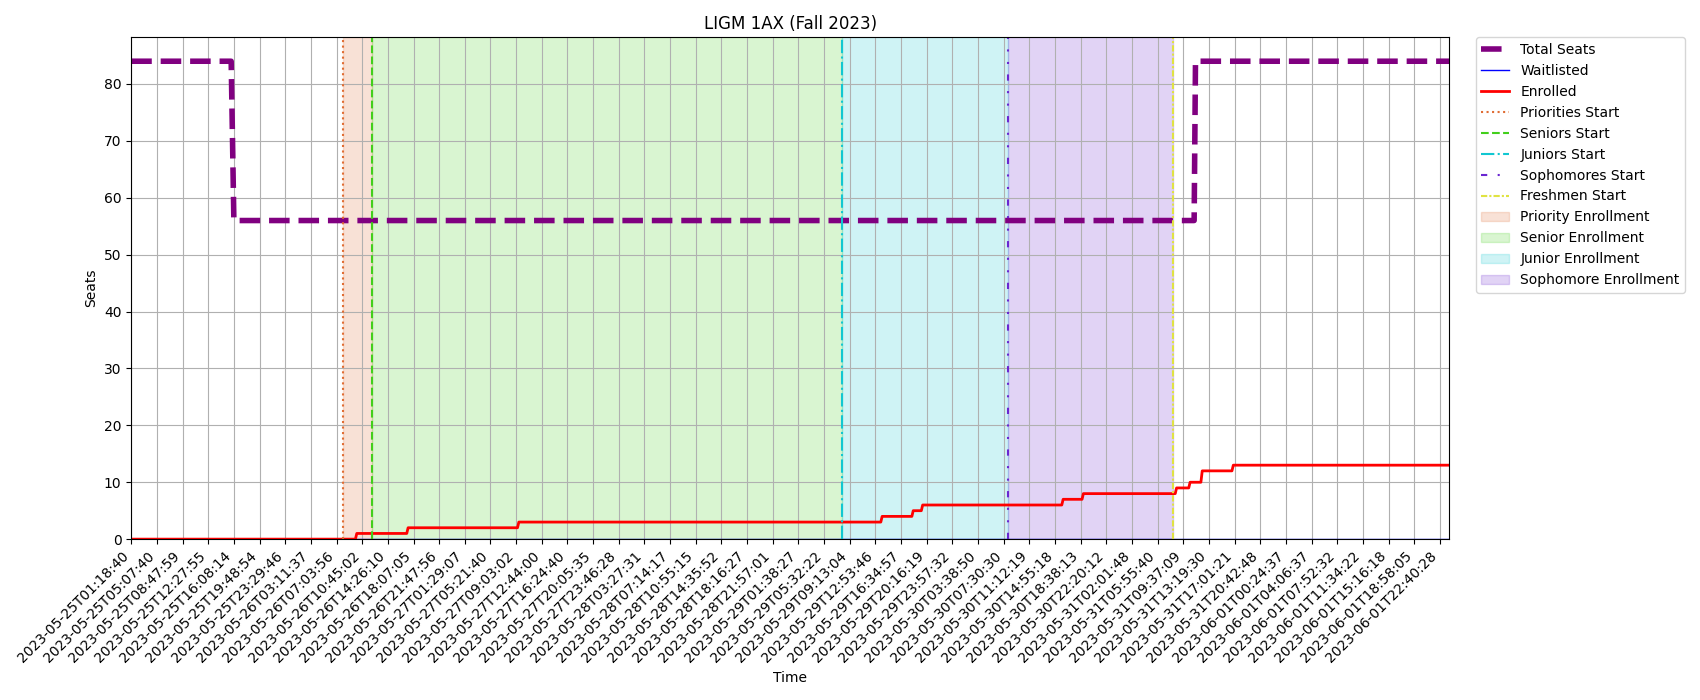 LIGM 1AX (Fall 2023)
Total Seats
Waitlisted
Enrolled
Priorities Start
Seniors Start
Juniors Start
Sophomores Start
Freshmen Start
Priority Enrollment
Senior Enrollment
Junior Enrollment
Sophomore Enrollment
Seats
80
70
60
50
40
30
20
10
0
2023-05-25T01:18:40
2023-05-25T05:07:40
2023-05-25T08:47:59
2023-05-25T12:27:55
2023-05-25T16:08:14
2023-05-25T19:48:54
2023-05-25T23:29:46
2023-05-26T03:11:37
2023-05-26T07:03:56
2023-05-26T10:45:02
2023-05-26T14:26:10
2023-05-26T18:07:05
2023-05-26T21:47:56
2023-05-27T01:29:07
2023-05-27T05:21:40
2023-05-27T09:03:02
2023-05-27T12:44:00
2023-05-27T16:24:40
2023-05-27T20:05:35
2023-05-27T23:46:28
2023-05-28T03:27:31
2023-05-28T07:14:17
2023-05-28T10:55:15
2023-05-28T14:35:52
2023-05-28T18:16:27
2023-05-28T21:57:01
2023-05-29T01:38:27
2023-05-29T05:32:22
2023-05-29T09:13:04
2023-05-29T12:53:46
2023-05-29T16:34:57
2023-05-29T20:16:19
2023-05-29T23:57:32
2023-05-30T03:38:50
2023-05-30T07:30:30
2023-05-30T11:12:19
2023-05-30T14:55:18
2023-05-30T18:38:13
2023-05-30T22:20:12
2023-05-31T02:01:48
2023-05-31T05:55:40
2023-05-31T09:37:09
2023-05-31T13:19:30
2023-05-31T17:01:21
2023-05-31T20:42:48
2023-06-01T00:24:37
2023-06-01T04:06:37
2023-06-01T07:52:32
2023-06-01T11:34:22
2023-06-01T15:16:18
2023-06-01T18:58:05
2023-06-01T22:40:28
Time